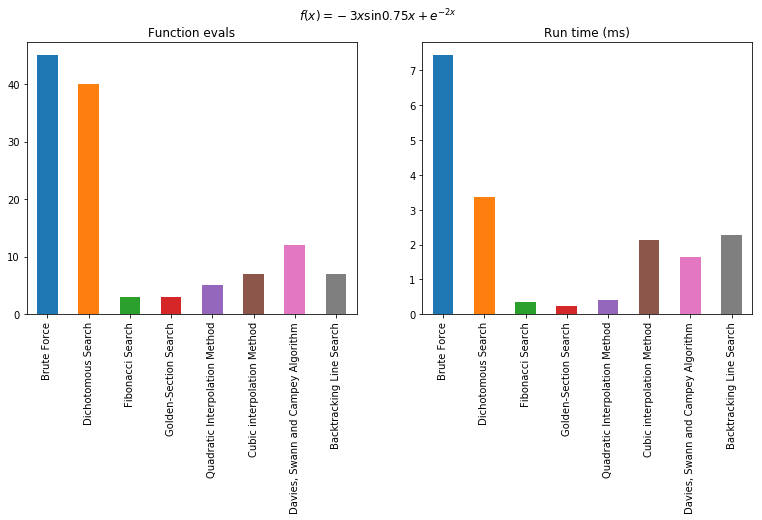 f(x) = −3x sin 0.75x + e^{−2x}
Function evals
40
30
20
10
0
Brute Force
Dichotomous Search
Fibonacci Search
Golden-Section Search
Quadratic Interpolation Method
Cubic interpolation Method
Davies, Swann and Campey Algorithm
Backtracking Line Search
Run time (ms)
7
6
5
4
3
2
1
0
Brute Force
Dichotomous Search
Fibonacci Search
Golden-Section Search
Quadratic Interpolation Method
Cubic interpolation Method
Davies, Swann and Campey Algorithm
Backtracking Line Search